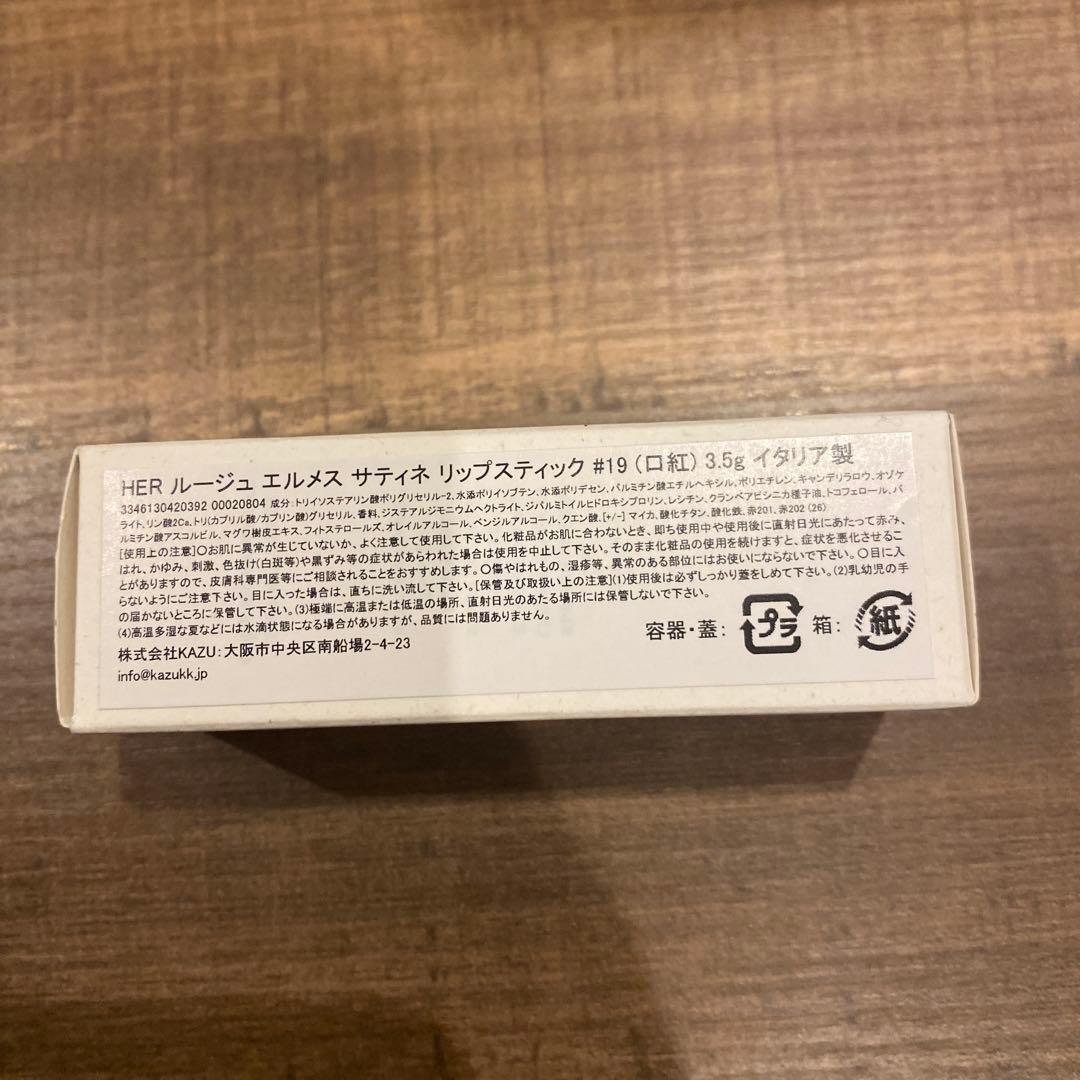 HER ルージュ エルメス サティネ リップスティック #19 (口紅) 3.5g イタリア製
3346130420392 00020804 成分:トリイソステアリン酸ポリグリセリル-2、水添ポリイソブテン、水添ポリデセン、パルミチン酸エチルヘキシル、ポリエチレン、キャンデリラロウ、オゾケ
ライト、リン酸2Ca、トリ(カプリル酸/カプリン酸)グリセリル、香料、ジステアルジモニウムヘクトライト、ジパルミトイルヒドロキシプロリン、レシチン、クランベアビシニカ種子油、トコフェロール、パ
ルミチン酸アスコルビル、マグワ樹皮エキス、フィトステロールズ、オレイルアルコール、ベンジルアルコール、クエン酸、[+/-] マイカ、酸化チタン、酸化鉄、赤201、赤202 (26)
[使用上の注意]〇お肌に異常が生じていないか、よく注意して使用して下さい。化粧品がお肌に合わないとき、即ち使用中や使用後に直射日光にあたって赤み、
はれ、かゆみ、刺激、色抜け(白斑等)や黒ずみ等の症状があらわれた場合は使用を中止して下さい。そのまま化粧品の使用を続けますと、症状を悪化させるこ
とがありますので、皮膚科専門医等にご相談されることをおすすめします。〇傷やはれもの、湿疹等、異常のある部位にはお使いにならないで下さい。〇目に入
らないようにご注意下さい。目に入った場合は、直ちに洗い流して下さい。[保管及び取扱い上の注意](1)使用後は必ずしっかり蓋をしめて下さい。(2)乳幼児の手
の届かないところに保管して下さい。(3)極端に高温または低温の場所、直射日光のあたる場所には保管しないで下さい。
(4)高温多湿な夏などには水滴状態になる場合がありますが、品質には問題ありません。
容器・蓋: プラ 箱: 紙
株式会社KAZU:大阪市中央区南船場2-4-23
info@kazukk.jp